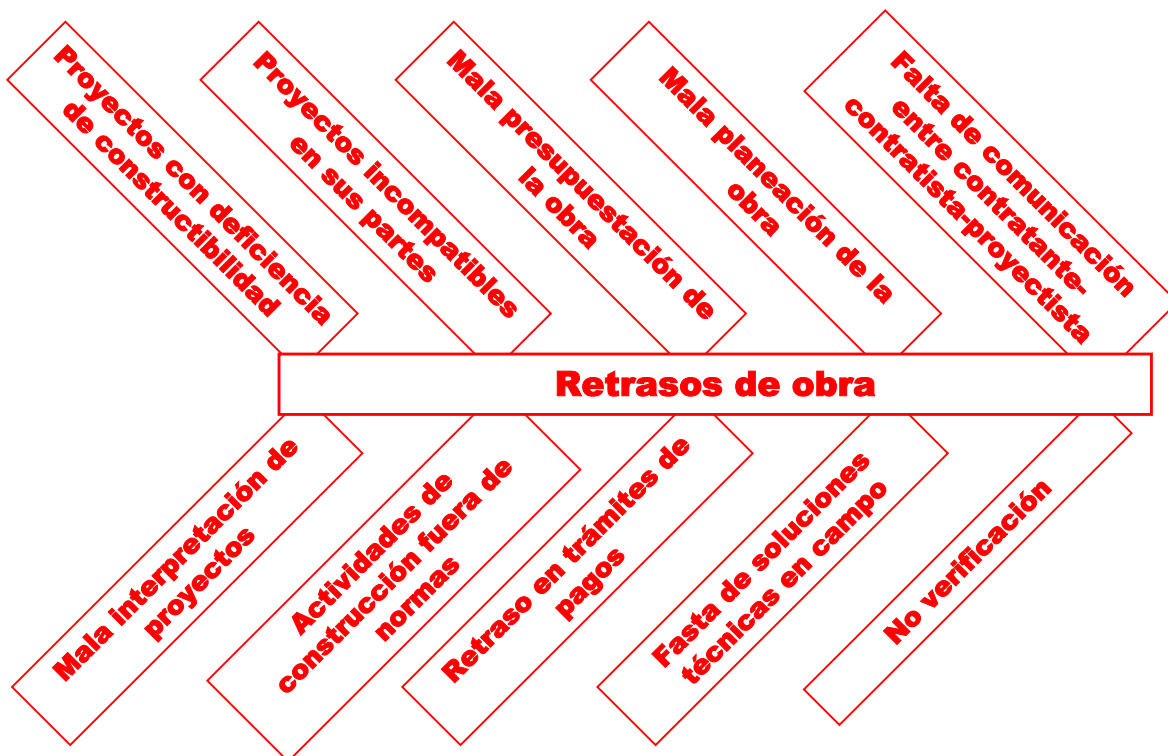 Proyectos con deficiencia
de constructibilidad
Proyectos incompatibles
en sus partes
Mala presupuestación de
la obra
Mala planeación de la
obra
Falta de comunicación
entre contratante-
contratista-proyectista
Retrasos de obra
Mala interpretación de
proyectos
Actividades de
construcción fuera de
normas
Retraso en trámites de
pagos
Fasta de soluciones
técnicas en campo
No verificación